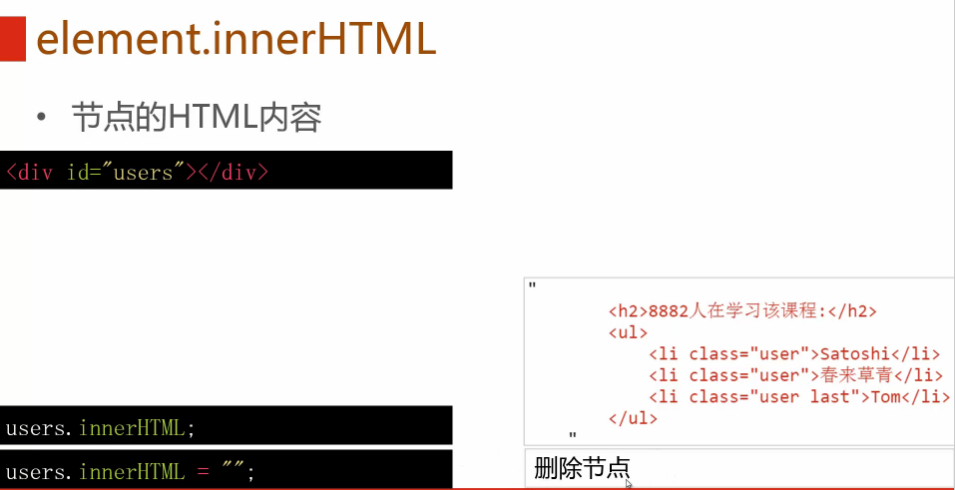 element.innerHTML
• 节点的HTML内容
<div id="users"></div>
"
<h2>8882人在学习该课程:</h2>
<ul>
<li class="user">Satoshi</li>
<li class="user">春来草青</li>
<li class="user last">Tom</li>
</ul>
"
users.innerHTML;
users.innerHTML = "";
删除节点